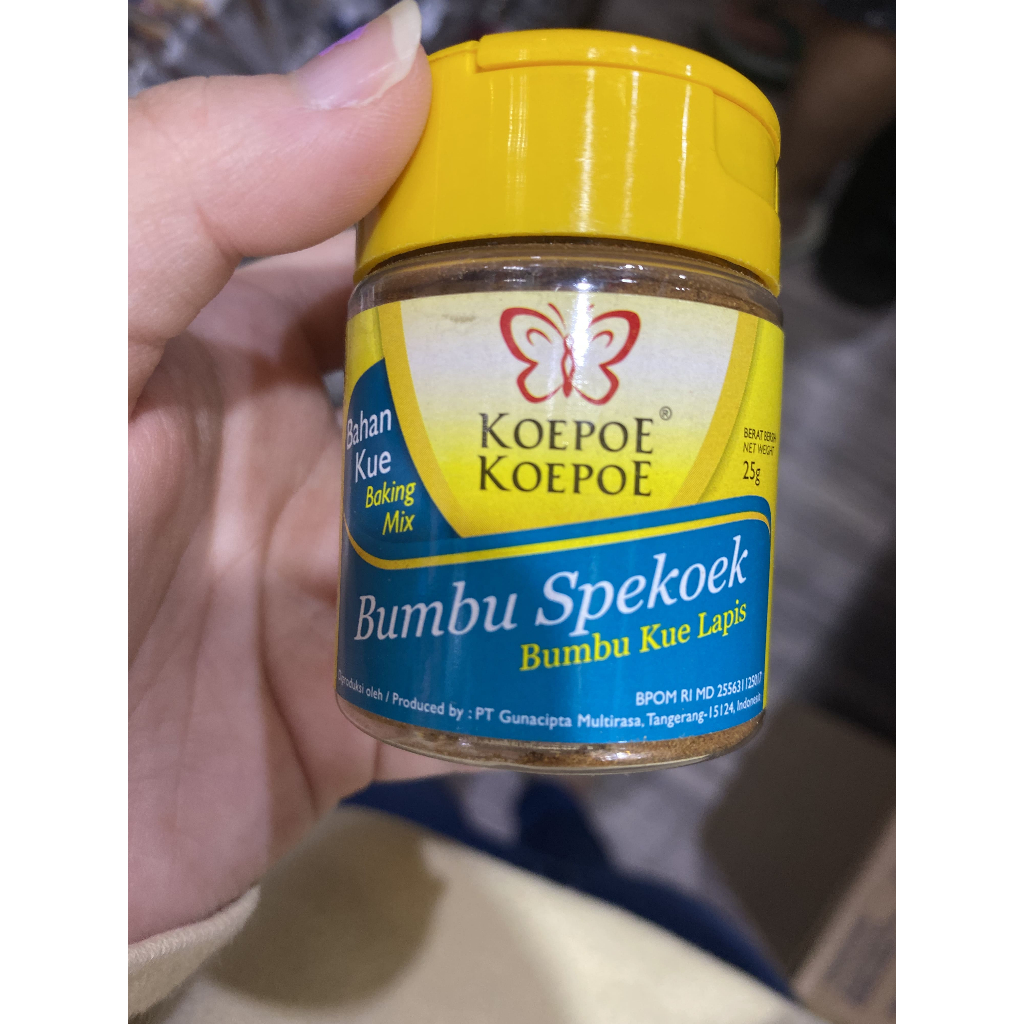 KOEPOE®
KOEPOE
Bahan
Kue
Baking
Mix
BERAT BERSIH
NET WEIGHT
25g
Bumbu Spekoek
Bumbu Kue Lapis
BPOM RI MD 255631125017
Diproduksi oleh / Produced by : PT Gunacipta Multirasa, Tangerang-15124, Indonesia